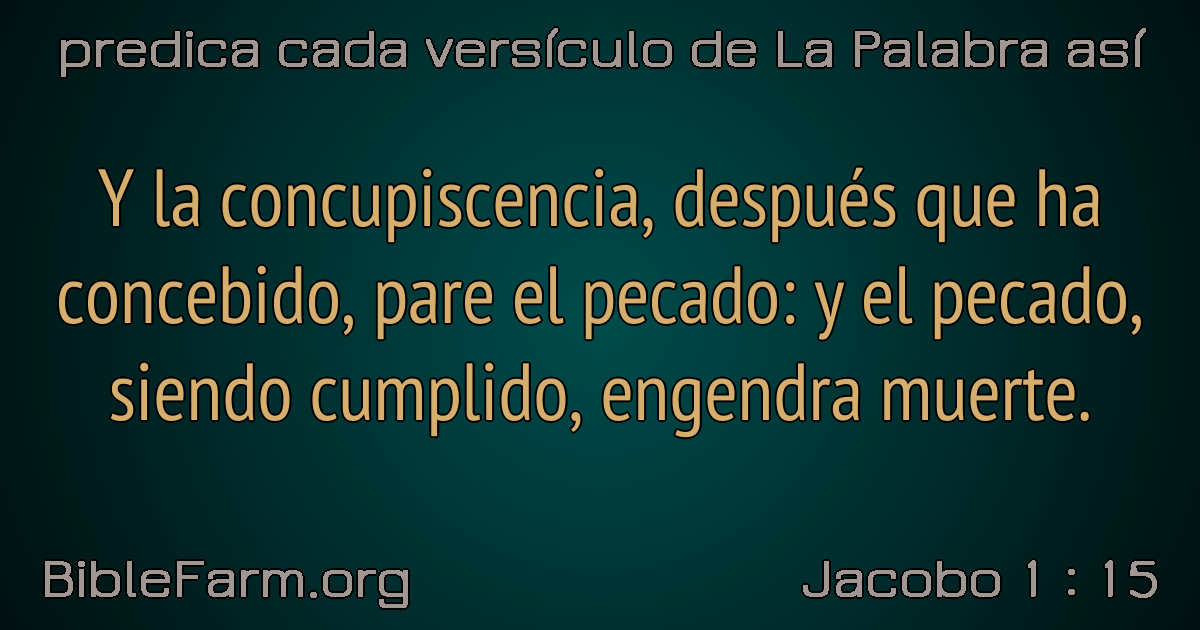 predica cada versículo de La Palabra así
Y la concupiscencia, después que ha
concebido, pare el pecado: y el pecado,
siendo cumplido, engendra muerte.
BibleFarm.org
Jacobo 1 : 15